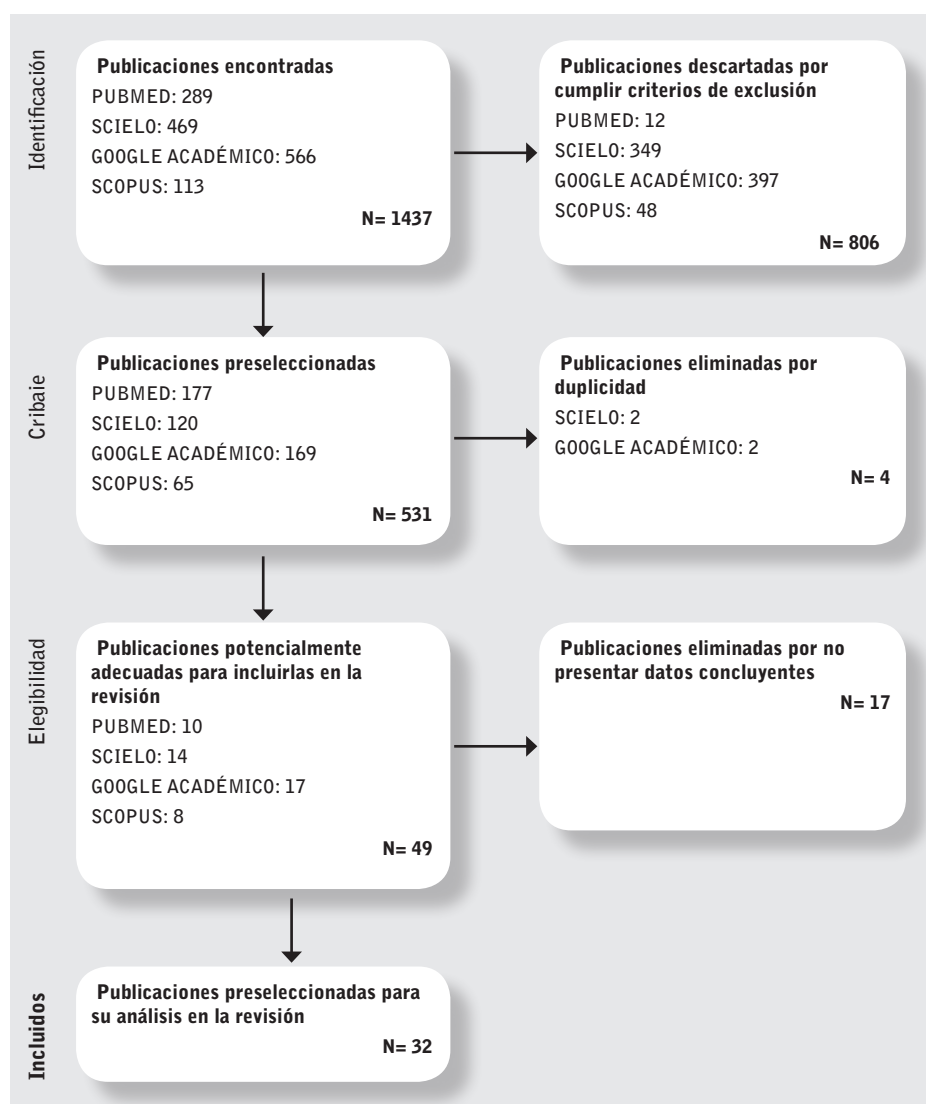 Identificación
Publicaciones encontradas
PUBMED: 289
SCIELO: 469
GOOGLE ACADÉMICO: 566
SCOPUS: 113
N= 1437
Publicaciones descartadas por
cumplir criterios de exclusión
PUBMED: 12
SCIELO: 349
GOOGLE ACADÉMICO: 397
SCOPUS: 48
N= 806
Cribaie
Publicaciones preseleccionadas
PUBMED: 177
SCIELO: 120
GOOGLE ACADÉMICO: 169
SCOPUS: 65
N= 531
Publicaciones eliminadas por
duplicidad
SCIELO: 2
GOOGLE ACADÉMICO: 2
N= 4
Elegibilidad
Publicaciones potencialmente
adecuadas para incluirlas en la
revisión
PUBMED: 10
SCIELO: 14
GOOGLE ACADÉMICO: 17
SCOPUS: 8
N= 49
Publicaciones eliminadas por no
presentar datos concluyentes
N= 17
Incluidos
Publicaciones preseleccionadas para
su análisis en la revisión
N= 32